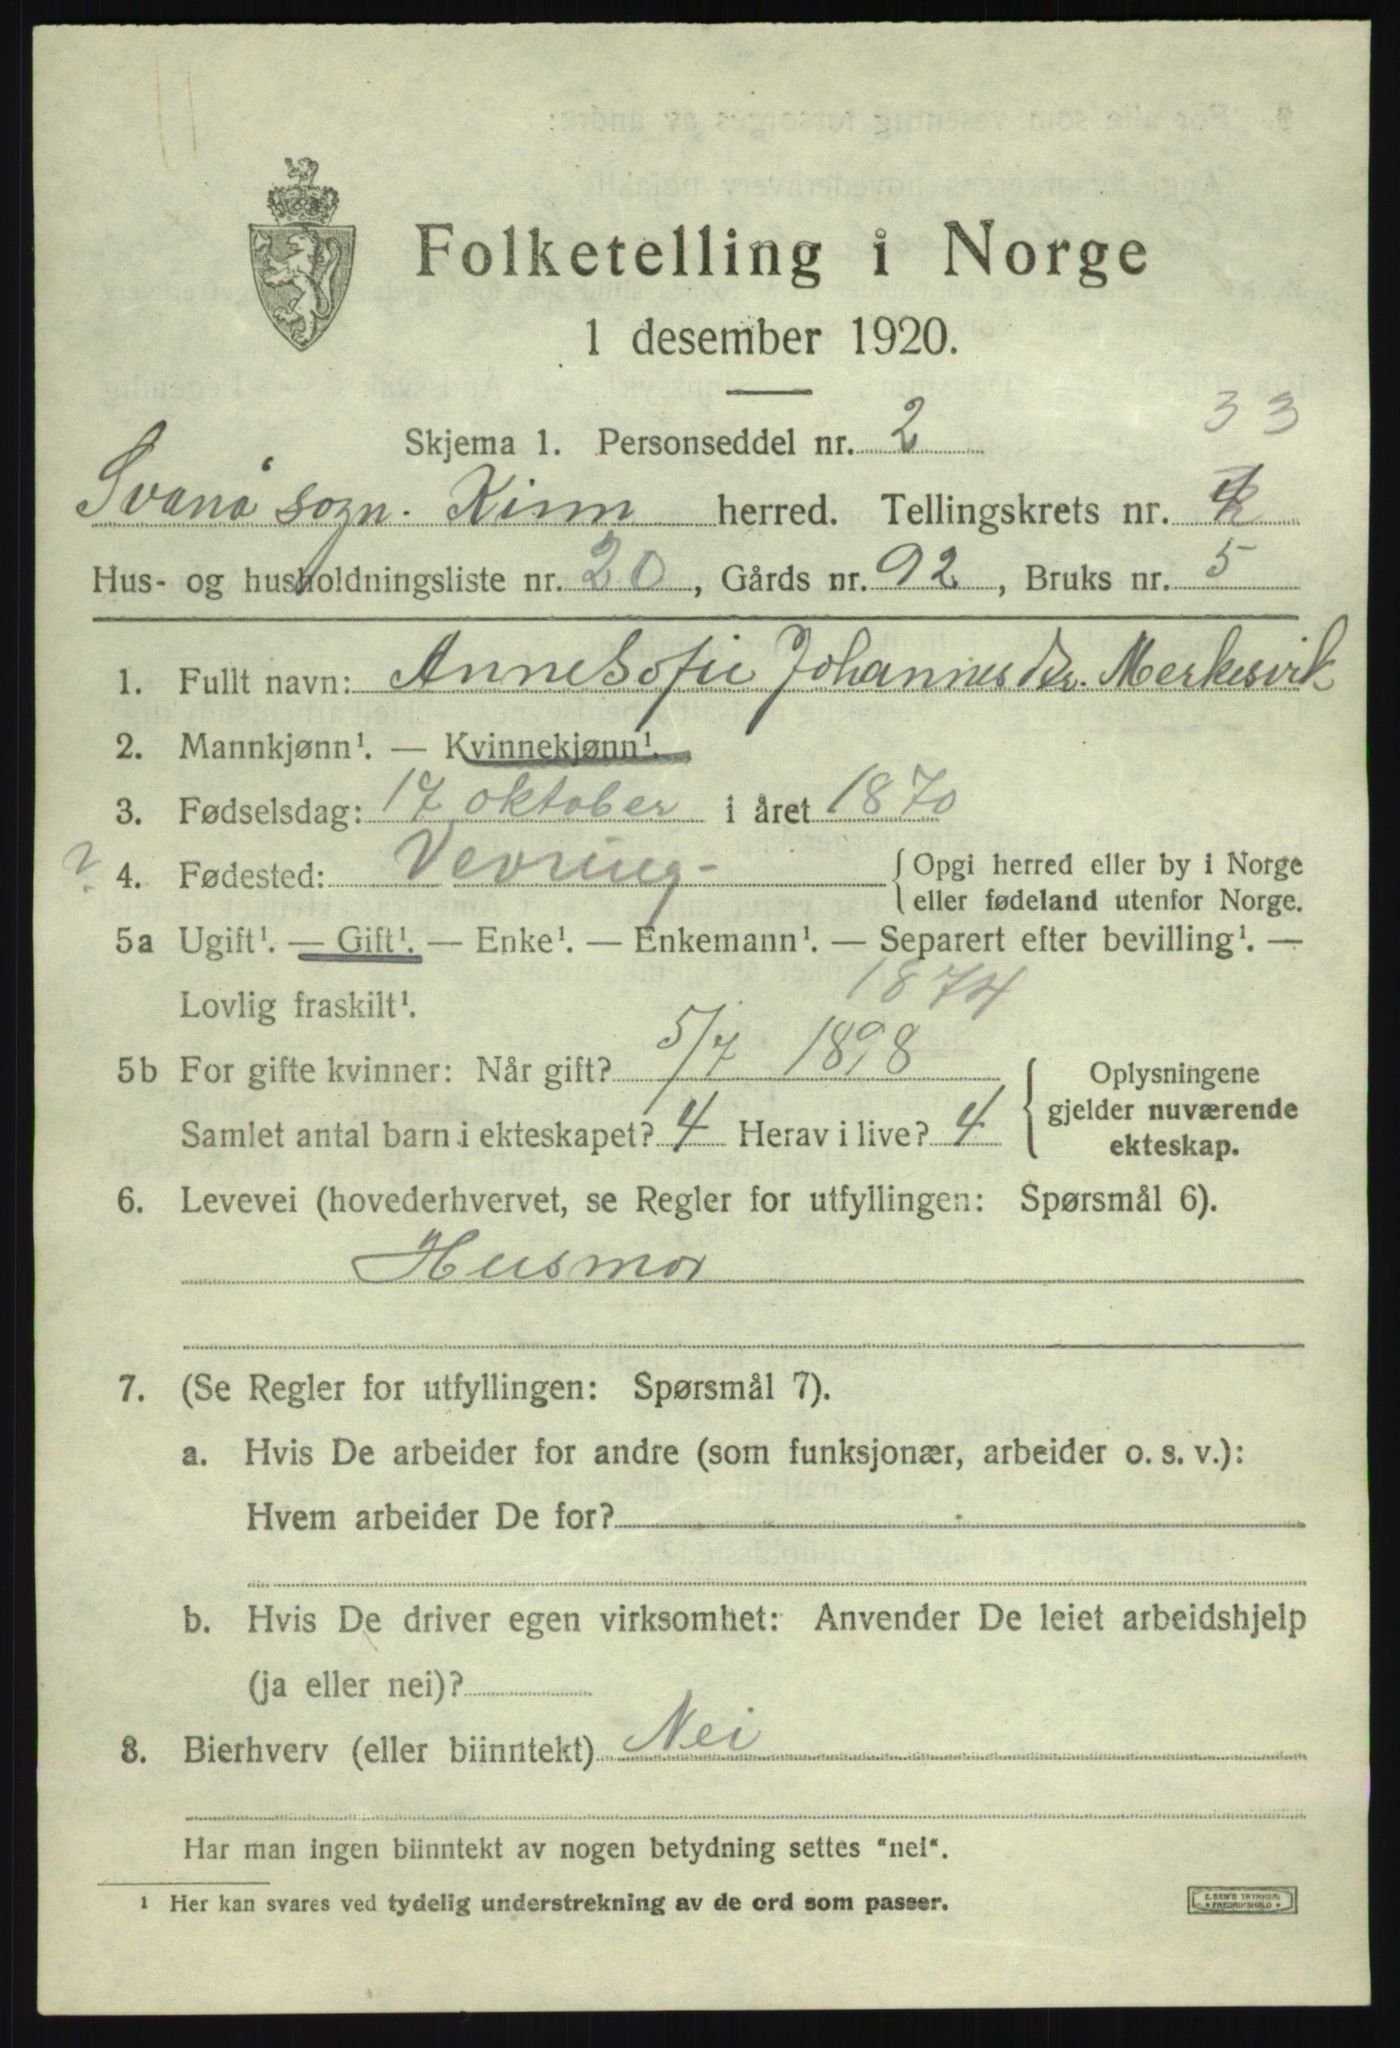 Folketelling i Norge
1 desember 1920.
33
Skjema 1. Personseddel nr. 2
Svanø sogn. Kinn herred. Tellingskrets nr.
Hus- og husholdningsliste nr. 20, Gårds nr. 92, Bruks nr. 5
1. Fullt navn: Anne Sofie Johannesdtr. Merkesvik
2. Mannkjønn¹. — Kvinnekjønn¹.
3. Fødselsdag: 17 oktober i året 1870
? 4. Fødested: Vevring - { Opgi herred eller by i Norge
eller fødeland utenfor Norge.
5a Ugift¹. — Gift¹. — Enke¹. — Enkemann¹. — Separert efter bevilling¹. —
Lovlig fraskilt¹. 1874
5b For gifte kvinner: Når gift? 5/7 1898
Samlet antal barn i ekteskapet? 4 Herav i live? 4
{ Oplysningene
gjelder nuværende
ekteskap.
6. Levevei (hovederhvervet, se Regler for utfyllingen: Spørsmål 6).
Husmor
7. (Se Regler for utfyllingen: Spørsmål 7).
a. Hvis De arbeider for andre (som funksjonær, arbeider o. s. v.):
Hvem arbeider De for?
b. Hvis De driver egen virksomhet: Anvender De leiet arbeidshjelp
(ja eller nei)?
8. Bierhverv (eller biinntekt) Nei
Har man ingen biinntekt av nogen betydning settes "nei".
¹ Her kan svares ved tydelig understrekning av de ord som passer.
E. SEM'S TRYKKERI
* FREDRIKSHALD *